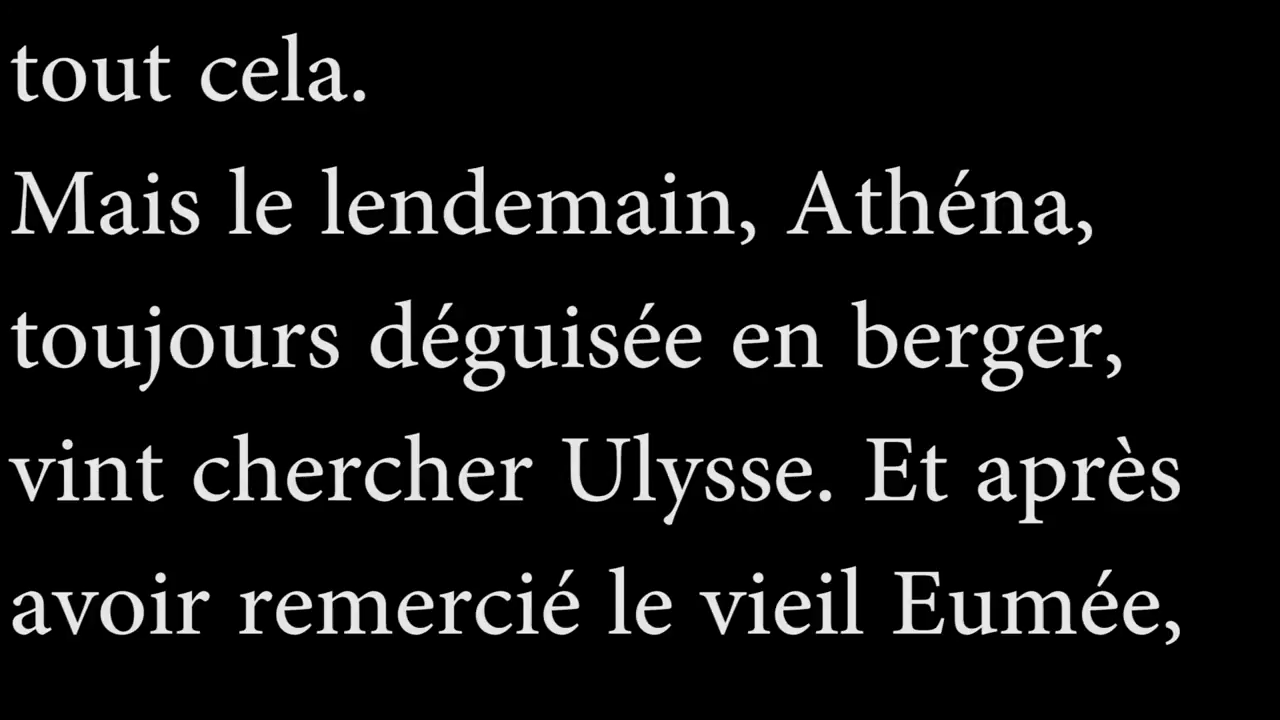 tout cela.
Mais le lendemain, Athéna,
toujours déguisée en berger,
vint chercher Ulysse. Et après
avoir remercié le vieil Eumée,